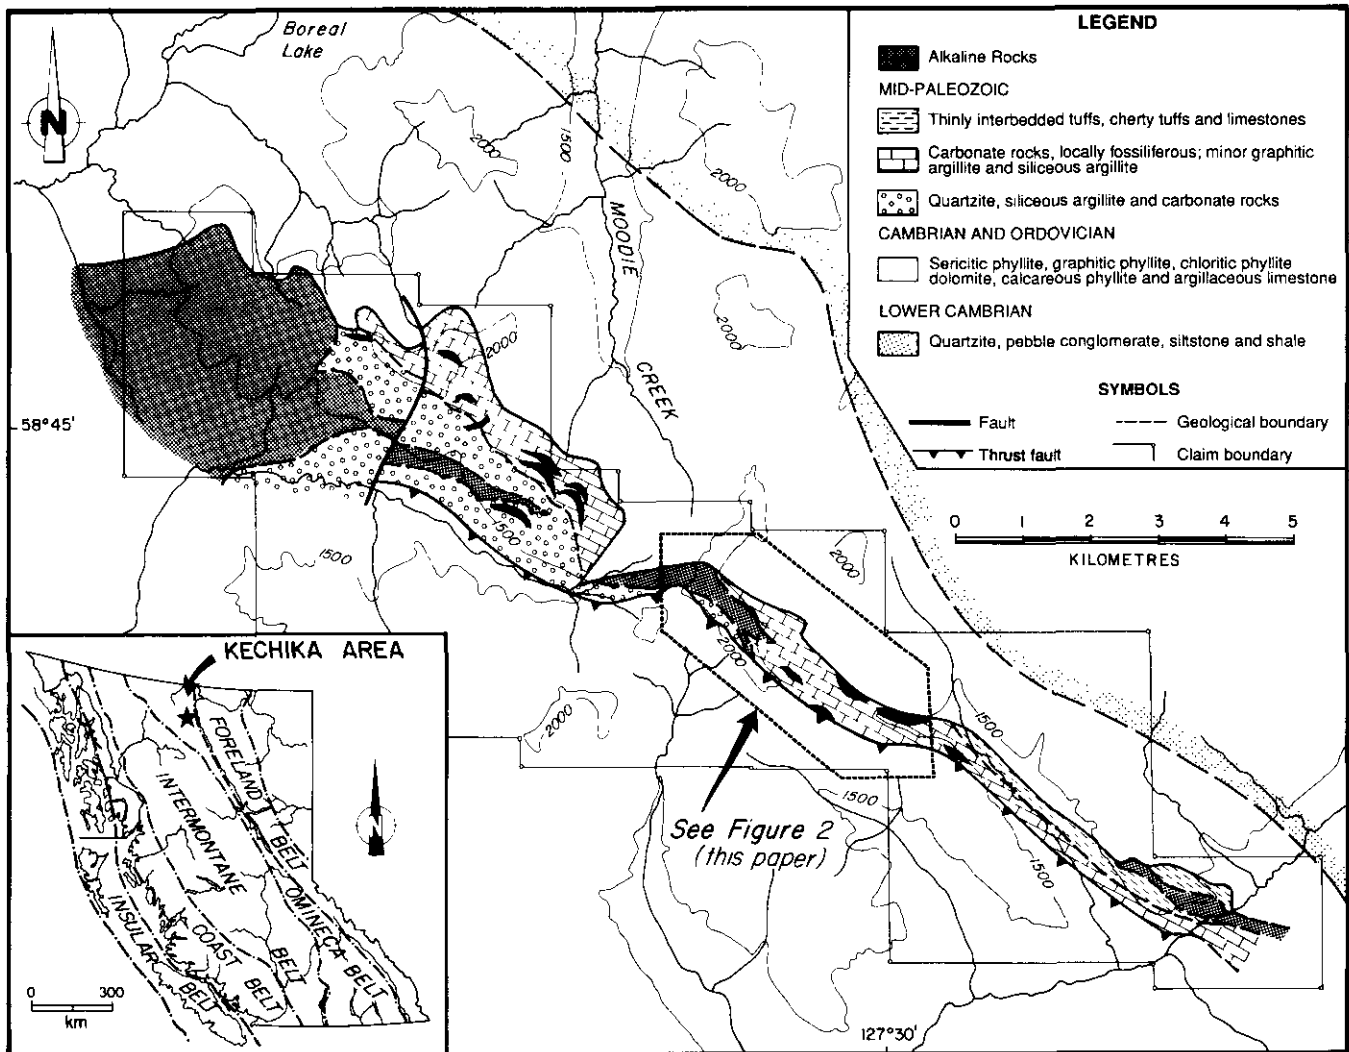 Boreal
Lake
N
2000
1500
2000
MOODIE
CREEK
2000
2000
58°45'
1500
1500
2000
2000
2000
1500
1500
1500
See Figure 2
(this paper)
127°30'
LEGEND
Alkaline Rocks
MID-PALEOZOIC
Thinly interbedded tuffs, cherty tuffs and limestones
Carbonate rocks, locally fossiliferous; minor graphitic
argillite and siliceous argillite
Quartzite, siliceous argillite and carbonate rocks
CAMBRIAN AND ORDOVICIAN
Sericitic phyllite, graphitic phyllite, chloritic phyllite
dolomite, calcareous phyllite and argillaceous limestone
LOWER CAMBRIAN
Quartzite, pebble conglomerate, siltstone and shale
SYMBOLS
Fault
Geological boundary
Thrust fault
Claim boundary
0 1 2 3 4 5
KILOMETRES
KECHIKA AREA
FORELAND BELT
OMINECA BELT
INTERMONTANE BELT
COAST BELT
INSULAR BELT
N
0 300
km